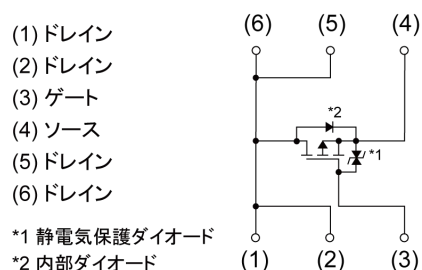 (1) ドレイン
(2) ドレイン
(3) ゲート
(4) ソース
(5) ドレイン
(6) ドレイン
*1 静電気保護ダイオード
*2 内部ダイオード
(6) (5) (4)
*2
*1
(1) (2) (3)